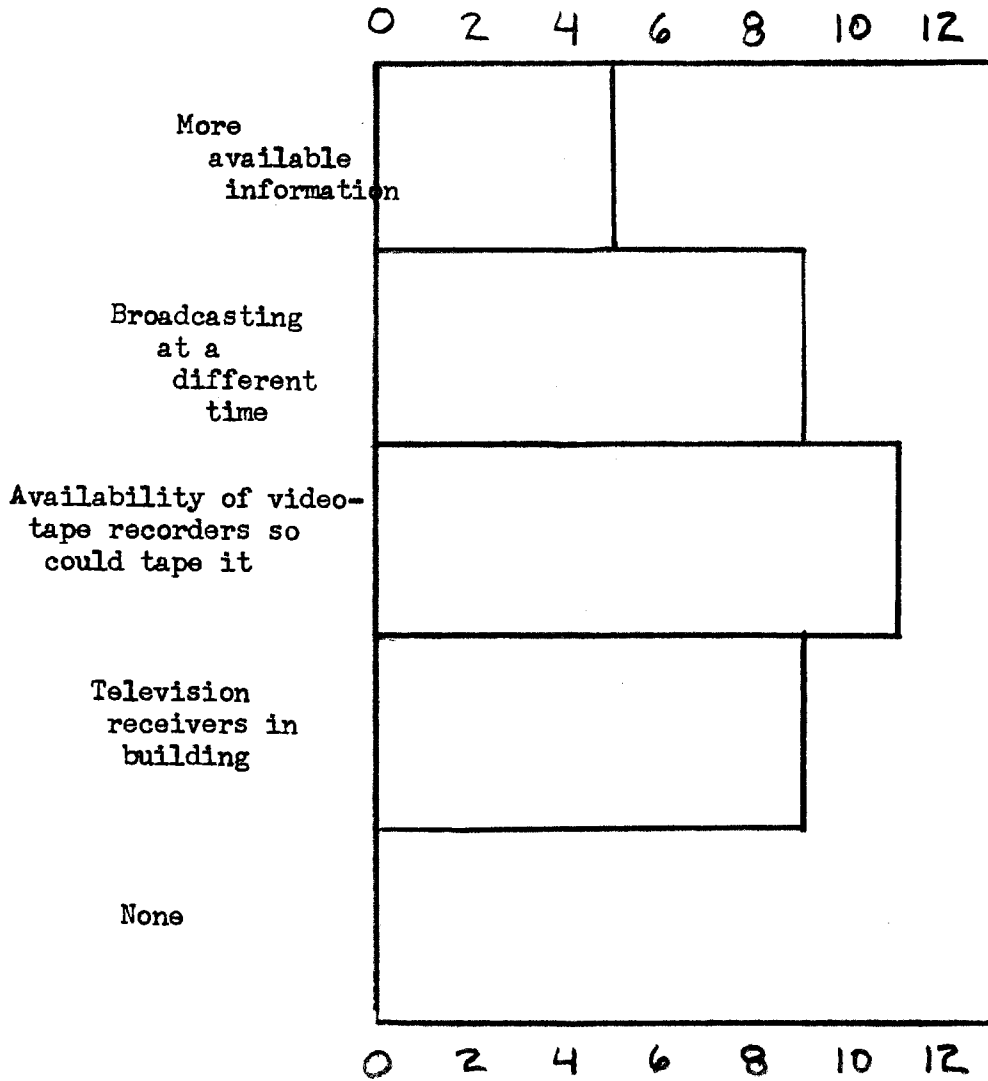 0 2 4 6 8 10 12
More
available
information
Broadcasting
at a
different
time
Availability of video-
tape recorders so
could tape it
Television
receivers in
building
None
0 2 4 6 8 10 12